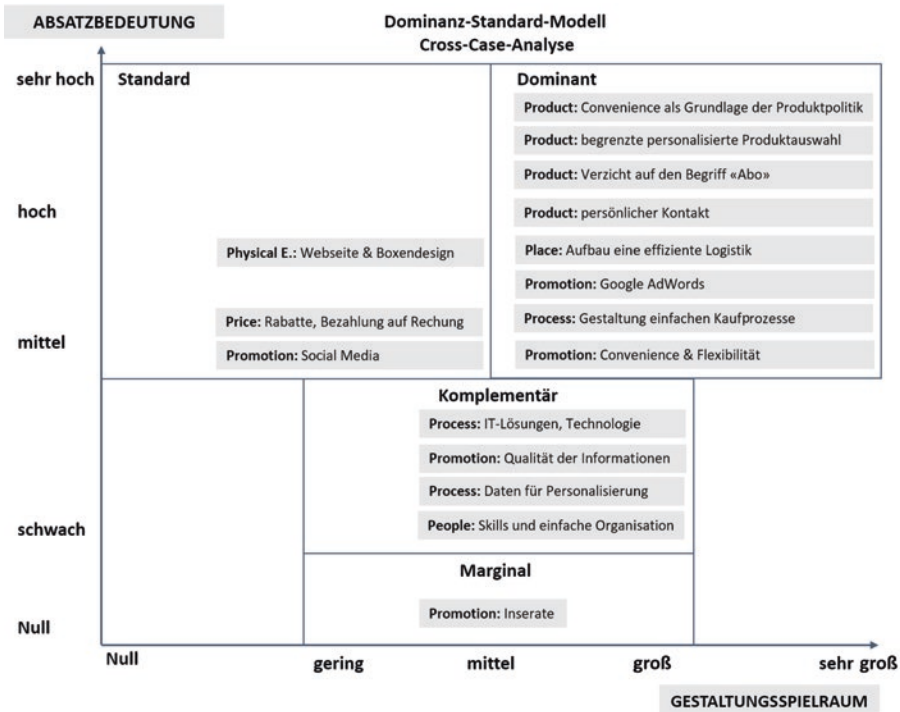 ABSATZBEDEUTUNG
Dominanz-Standard-Modell
Cross-Case-Analyse
sehr hoch
Standard
Dominant
Product: Convenience als Grundlage der Produktpolitik
Product: begrenzte personalisierte Produktauswahl
Product: Verzicht auf den Begriff «Abo»
hoch
Product: persönlicher Kontakt
Physical E.: Webseite & Boxendesign
Place: Aufbau eine effiziente Logistik
Promotion: Google AdWords
Price: Rabatte, Bezahlung auf Rechung
Process: Gestaltung einfachen Kaufprozesse
mittel
Promotion: Social Media
Promotion: Convenience & Flexibilität
Komplementär
Process: IT-Lösungen, Technologie
Promotion: Qualität der Informationen
Process: Daten für Personalisierung
schwach
People: Skills und einfache Organisation
Marginal
Promotion: Inserate
Null
Null
gering
mittel
groß
sehr groß
GESTALTUNGSSPIELRAUM